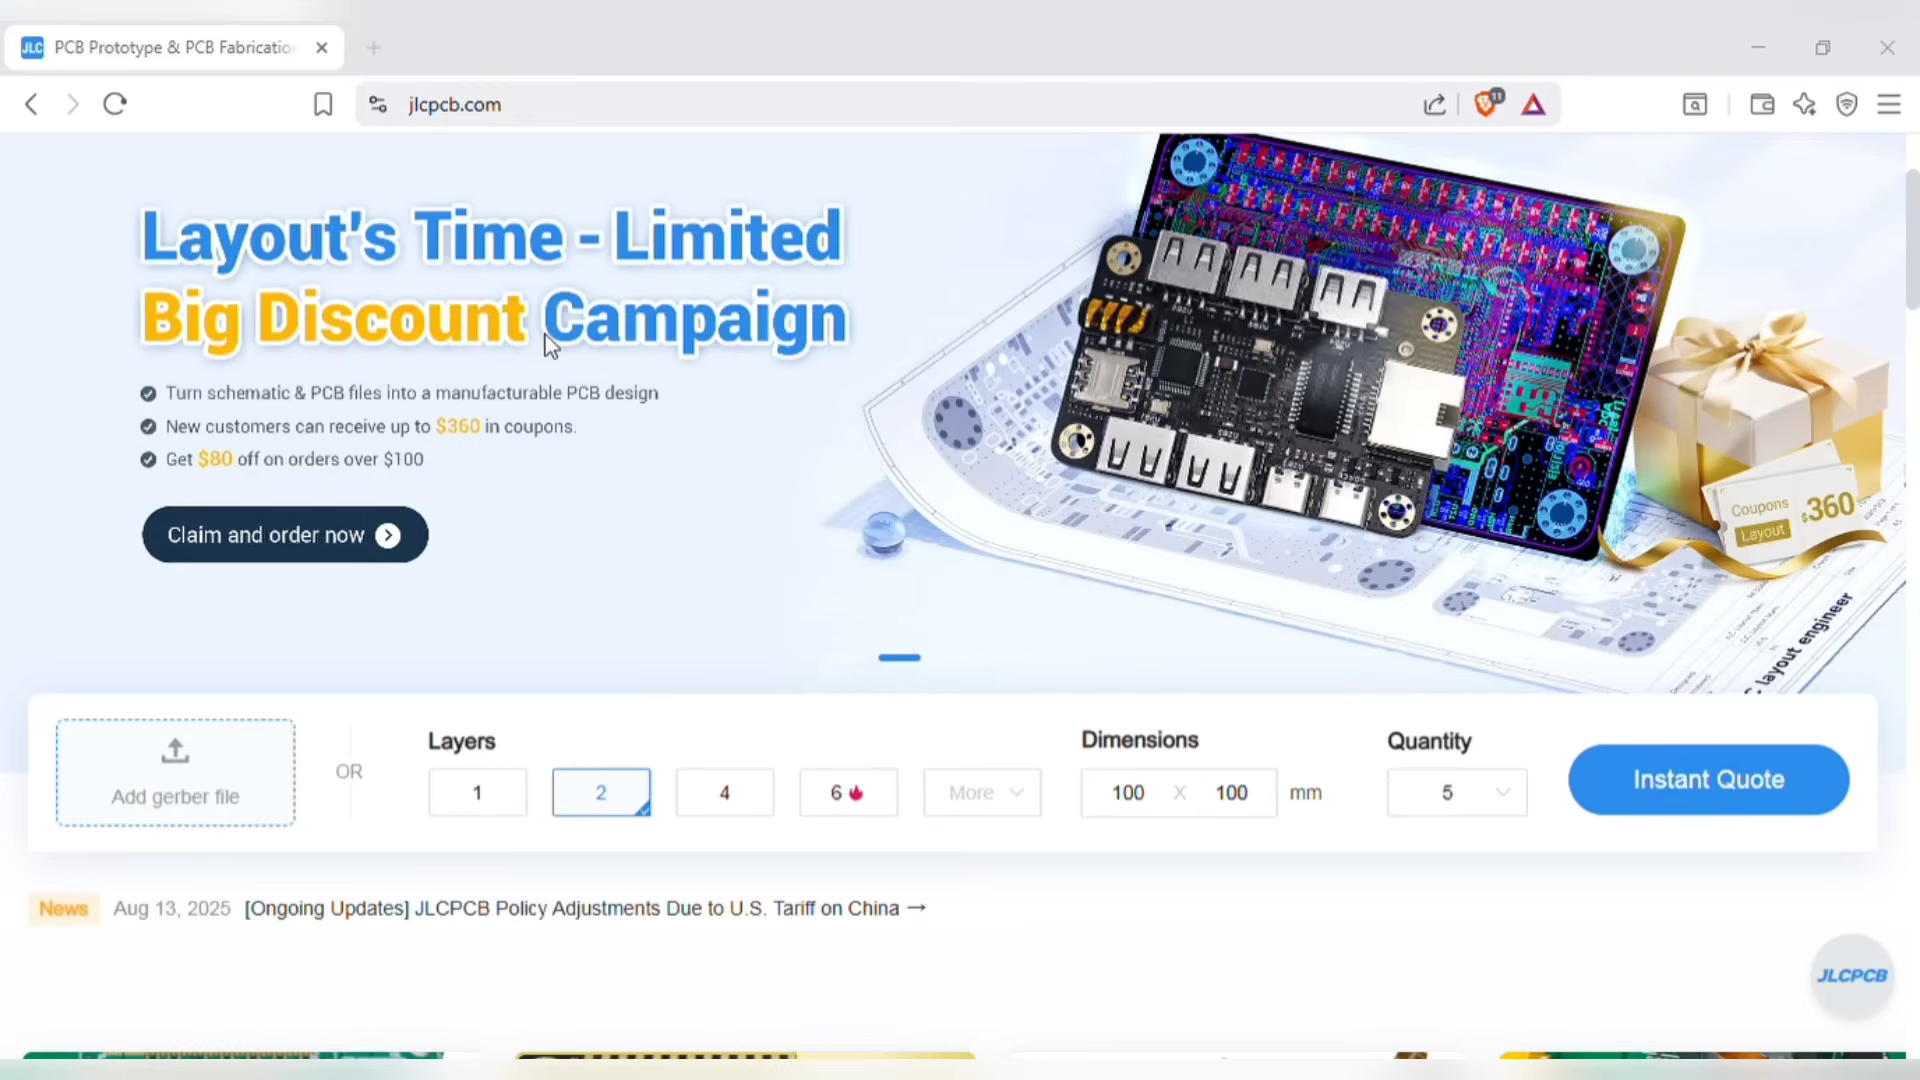 JLC PCB Prototype & PCB Fabricatio
jlcpcb.com
11
Layout's Time - Limited
Big Discount Campaign
Turn schematic & PCB files into a manufacturable PCB design
New customers can receive up to $360 in coupons.
Get $80 off on orders over $100
Claim and order now
Coupons
Layout
$360
layout engineer
Add gerber file
OR
Layers
1
2
4
6
More
Dimensions
100 X 100 mm
Quantity
5
Instant Quote
News Aug 13, 2025 [Ongoing Updates] JLCPCB Policy Adjustments Due to U.S. Tariff on China →
JLCPCB